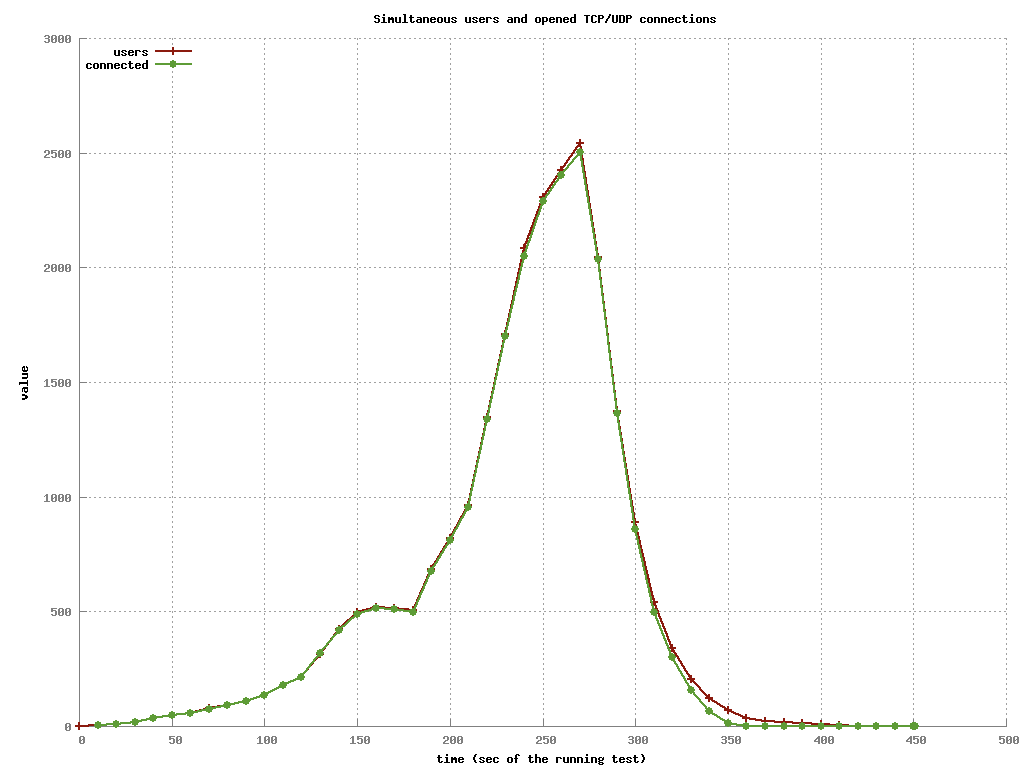 Simultaneous users and opened TCP/UDP connections
3000
users
connected
2500
2000
1500
value
1000
500
0
0 50 100 150 200 250 300 350 400 450 500
time (sec of the running test)